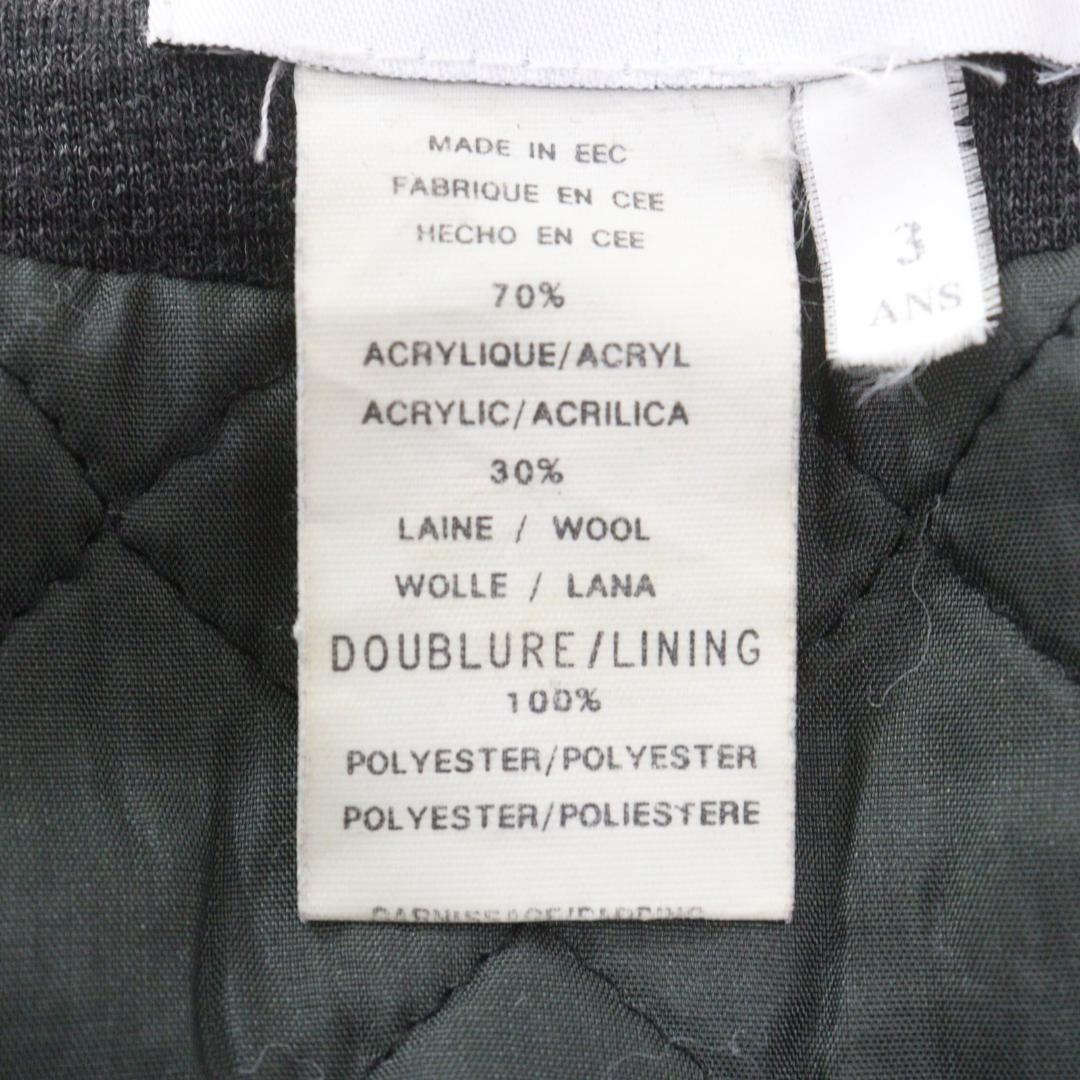 MADE IN EEC
FABRIQUE EN CEE
HECHO EN CEE
70%
ACRYLIQUE/ACRYL
ACRYLIC/ACRILICA
30%
LAINE / WOOL
WOLLE / LANA
DOUBLURE/LINING
100%
POLYESTER/POLYESTER
POLYESTER/POLIESTERE
3
ANS